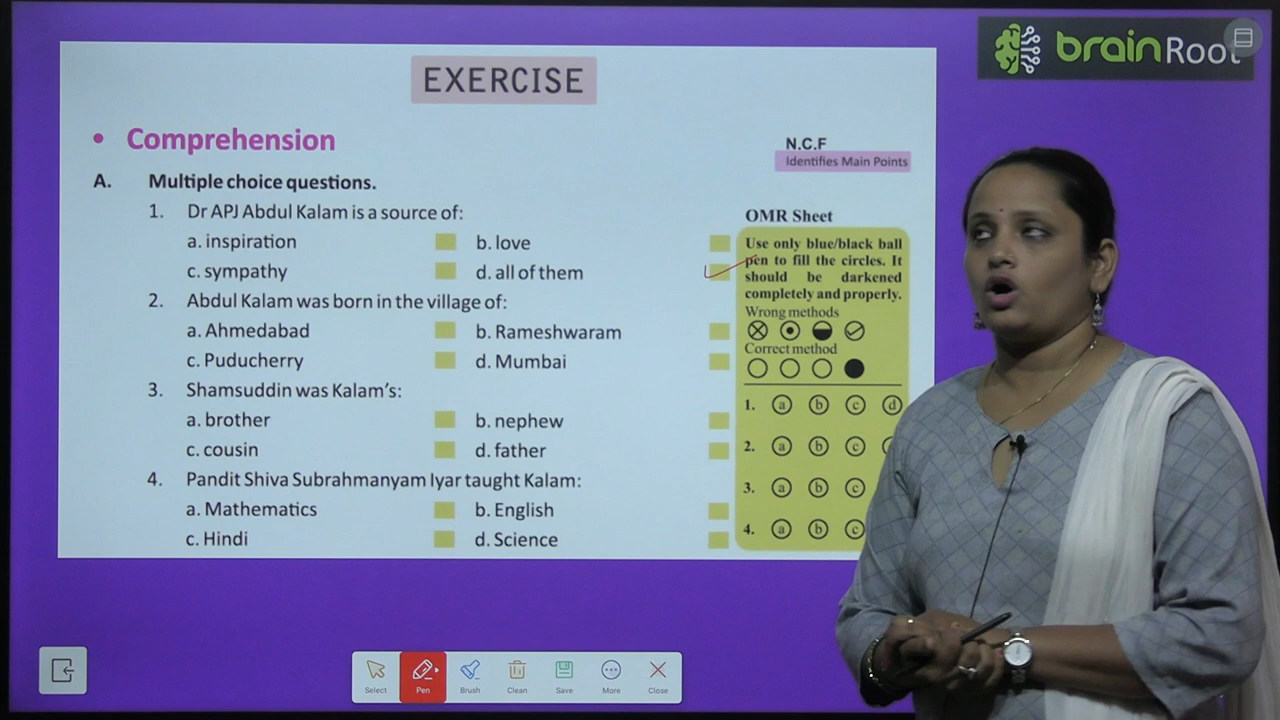 brainRoot
EXERCISE
• Comprehension
N.C.F
Identifies Main Points
A. Multiple choice questions.
1. Dr APJ Abdul Kalam is a source of:
a. inspiration b. love
c. sympathy d. all of them
2. Abdul Kalam was born in the village of:
a. Ahmedabad b. Rameshwaram
c. Puducherry d. Mumbai
3. Shamsuddin was Kalam's:
a. brother b. nephew
c. cousin d. father
4. Pandit Shiva Subrahmanyam Iyar taught Kalam:
a. Mathematics b. English
c. Hindi d. Science
OMR Sheet
Use only blue/black ball
pen to fill the circles. It
should be darkened
completely and properly.
Wrong methods
Correct method
1. a b c d
2. a b c
3. a b c
4. a b c
Select Pen Brush Clean Save More Close